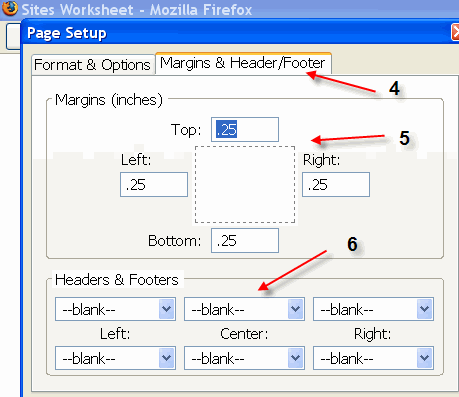 Sites Worksheet - Mozilla Firefox
Page Setup
Format & Options Margins & Header/Footer
4
Margins (inches)
Top: .25
5
Left: Right:
.25 .25
Bottom: .25
6
Headers & Footers
--blank-- --blank-- --blank--
Left: Center: Right:
--blank-- --blank-- --blank--